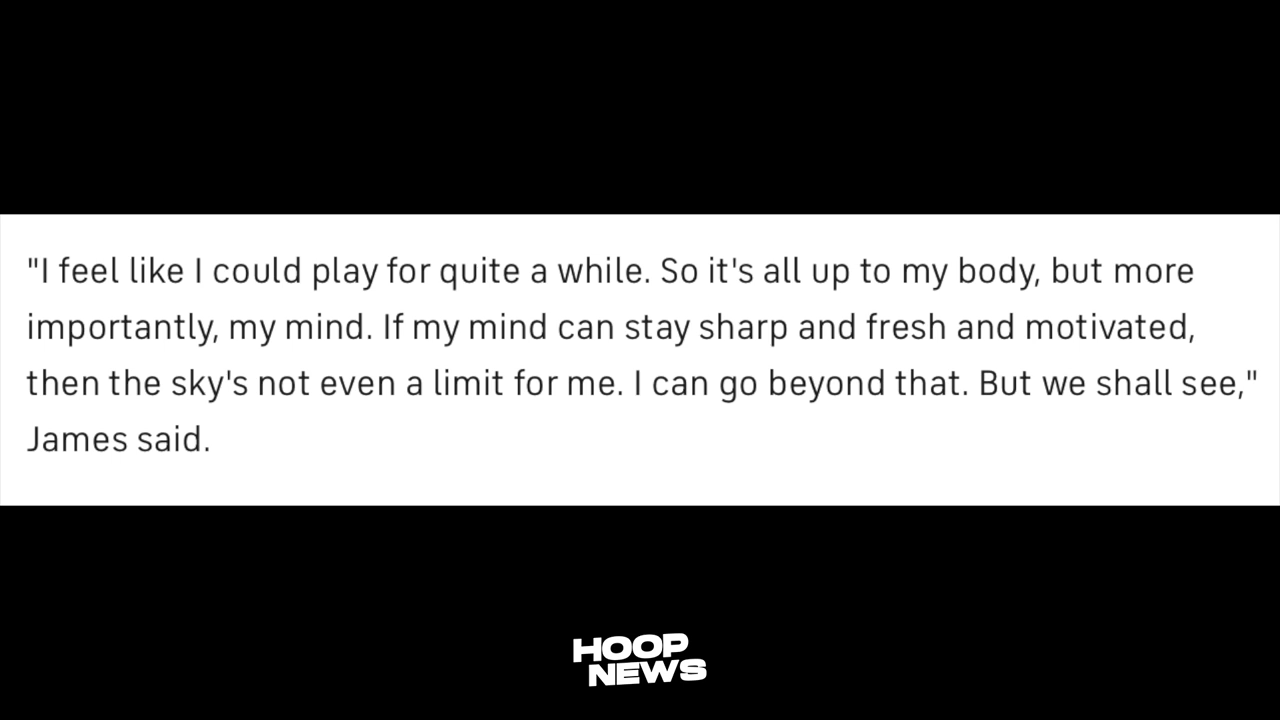 "I feel like I could play for quite a while. So it's all up to my body, but more
importantly, my mind. If my mind can stay sharp and fresh and motivated,
then the sky's not even a limit for me. I can go beyond that. But we shall see,"
James said.
HOOP
NEWS